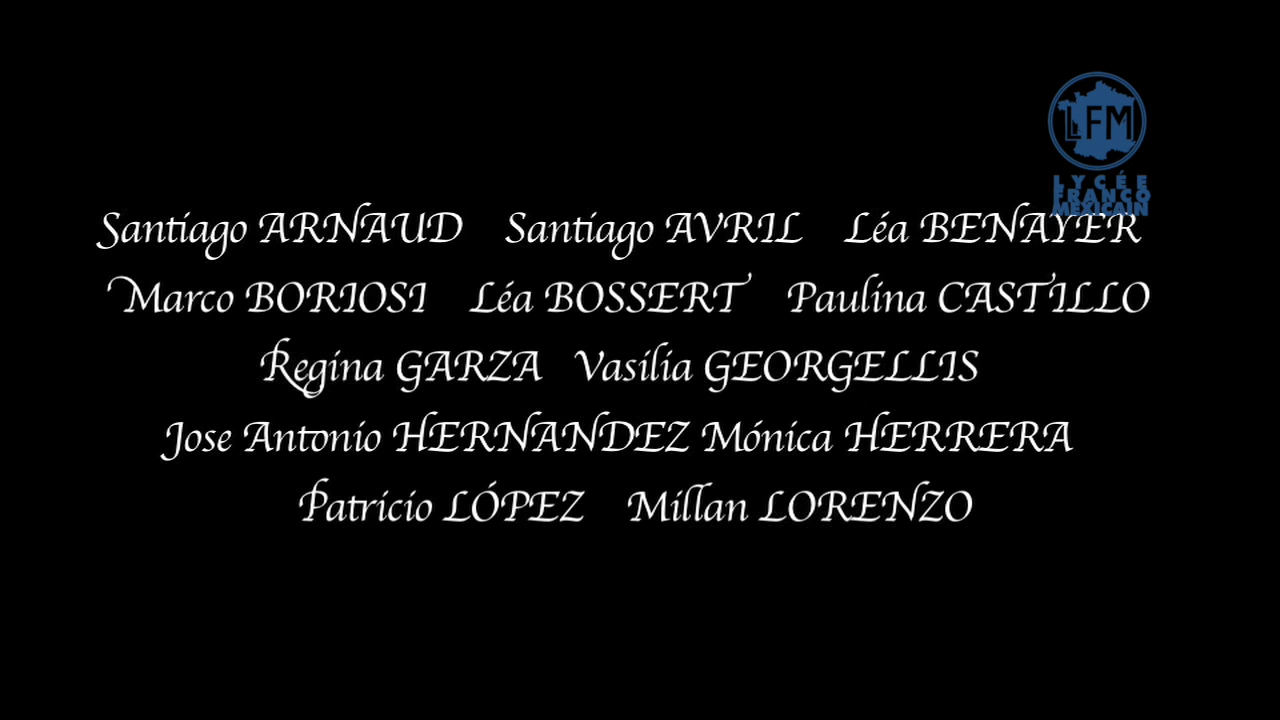 LFM
LYCÉE
FRANCO
MEXICAIN
Santiago ARNAUD Santiago AVRIL Léa BENAYER
Marco BORIOSI Léa BOSSERT Paulina CASTILLO
Regina GARZA Vasilia GEORGELLIS
Jose Antonio HERNANDEZ Mónica HERRERA
Patricio LÓPEZ Millan LORENZO